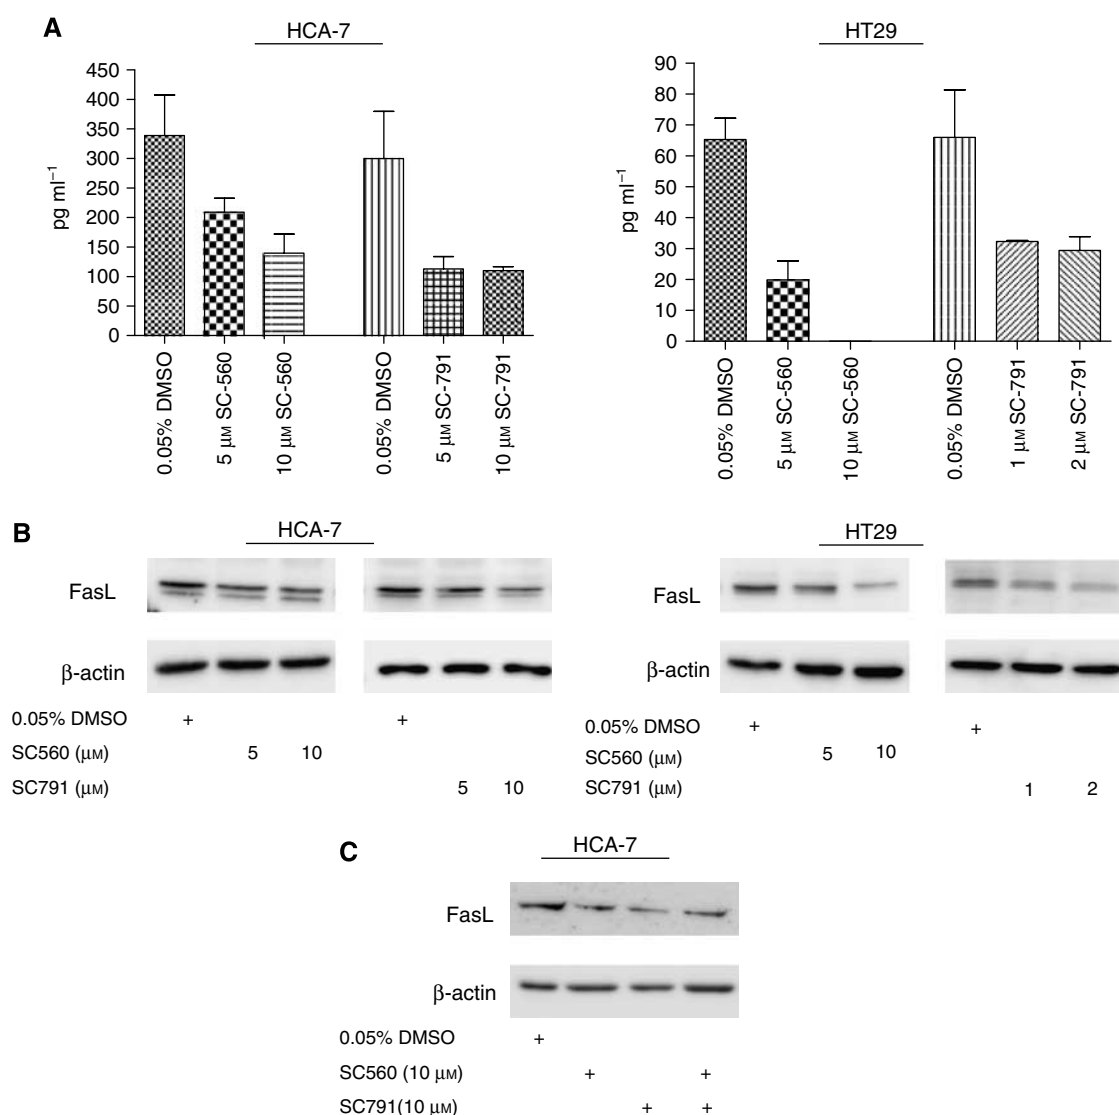 A
HCA-7
HT29
pg ml⁻¹
450
400
350
300
250
200
150
100
50
0
0.05% DMSO
5 µM SC-560
10 µM SC-560
0.05% DMSO
5 µM SC-791
10 µM SC-791
pg ml⁻¹
90
80
70
60
50
40
30
20
10
0
0.05% DMSO
5 µM SC-560
10 µM SC-560
0.05% DMSO
1 µM SC-791
2 µM SC-791
B
HCA-7
FasL
β-actin
0.05% DMSO + +
SC560 (µM) 5 10
SC791 (µM) 5 10
HT29
FasL
β-actin
0.05% DMSO + +
SC560 (µM) 5 10
SC791 (µM) 1 2
C
HCA-7
FasL
β-actin
0.05% DMSO +
SC560 (10 µM) + +
SC791(10 µM) + +